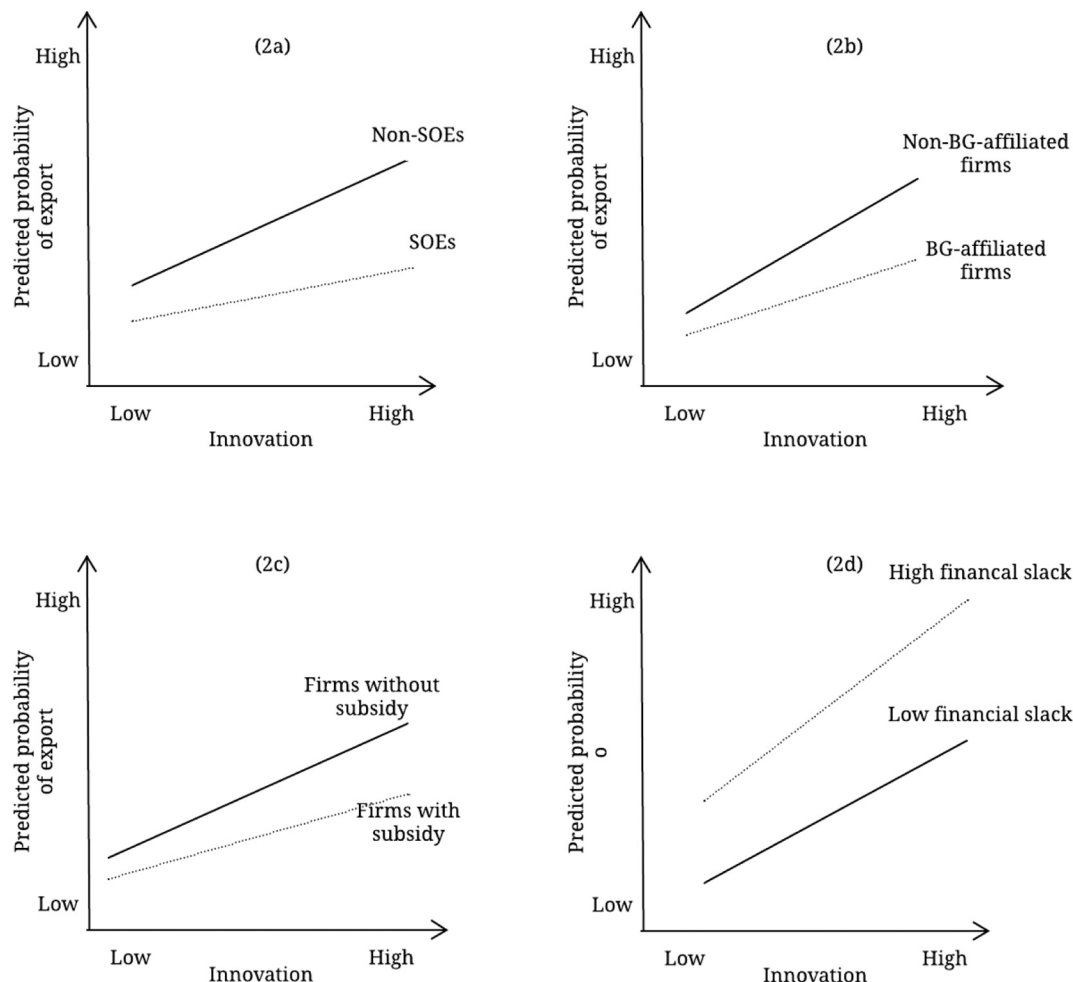 (2a)
High
Predicted probability
of export
Non-SOEs
SOEs
Low
Low
High
Innovation
(2b)
High
Predicted probability
of export
Non-BG-affiliated
firms
BG-affiliated
firms
Low
Low
High
Innovation
(2c)
High
Predicted probability
of export
Firms without
subsidy
Firms with
subsidy
Low
Low
High
Innovation
(2d)
High financal slack
High
Predicted probability
o
Low financial slack
Low
Low
High
Innovation